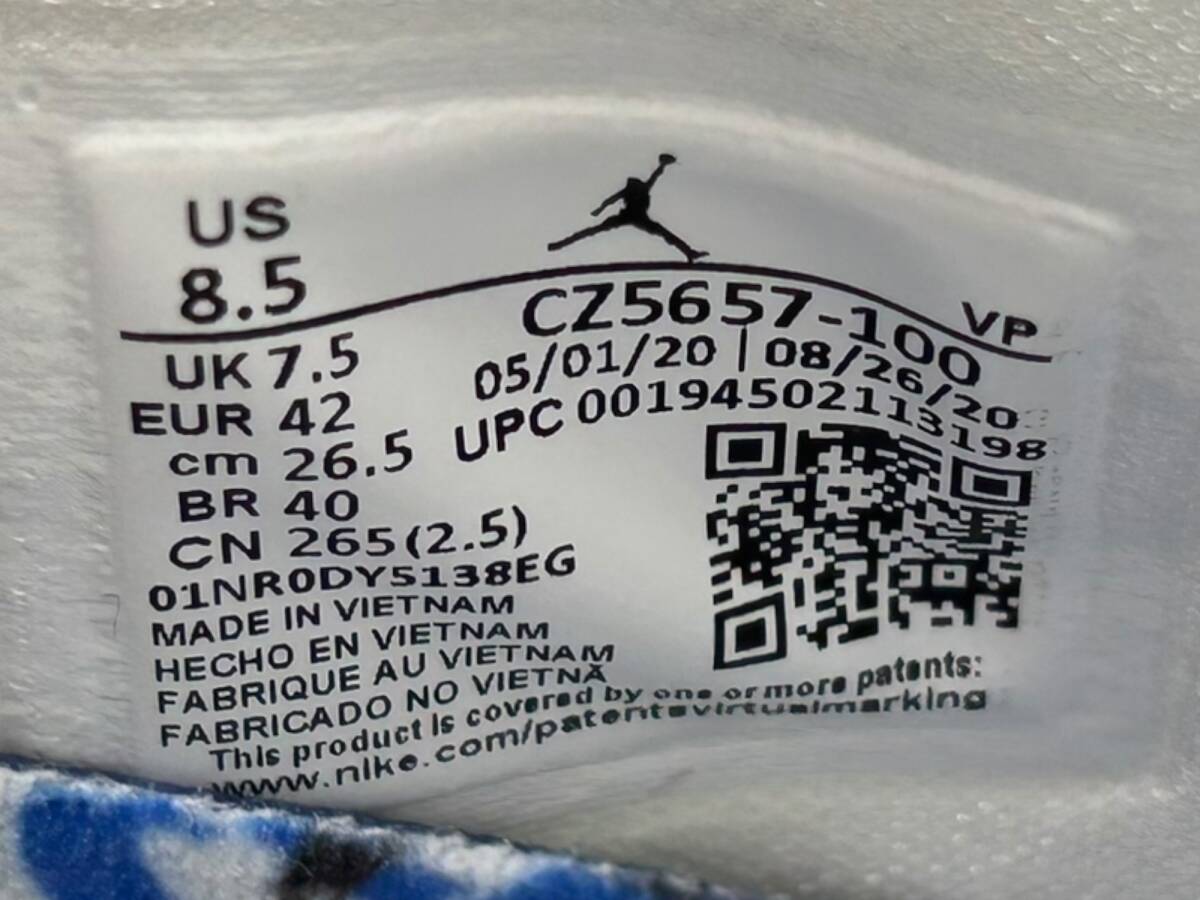 US
8.5
VP
CZ5657-100
05/01/20 | 08/26/20
UPC 00194502113198
UK 7.5
EUR 42
cm 26.5
BR 40
CN 265(2.5)
01NR0DY5138EG
MADE IN VIETNAM
HECHO EN VIETNAM
FABRIQUE AU VIETNAM
FABRICADO NO VIETNÃ
This product is covered by one or more patents:
www.nike.com/patentsvirtualmarking